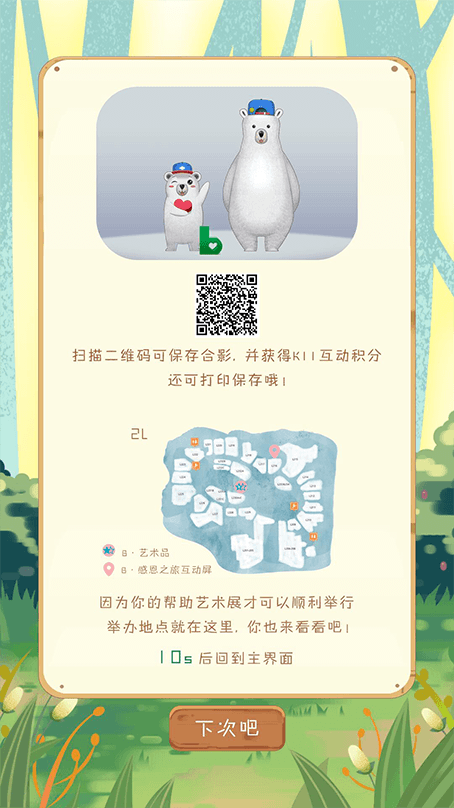 b
扫描二维码可保存合影, 并获得K11互动积分
还可打印保存哦!
2L
B·艺术品
B·感恩之旅互动屏
因为你的帮助艺术展才可以顺利举行
举办地点就在这里, 你也来看看吧!
10s 后回到主界面
下次吧